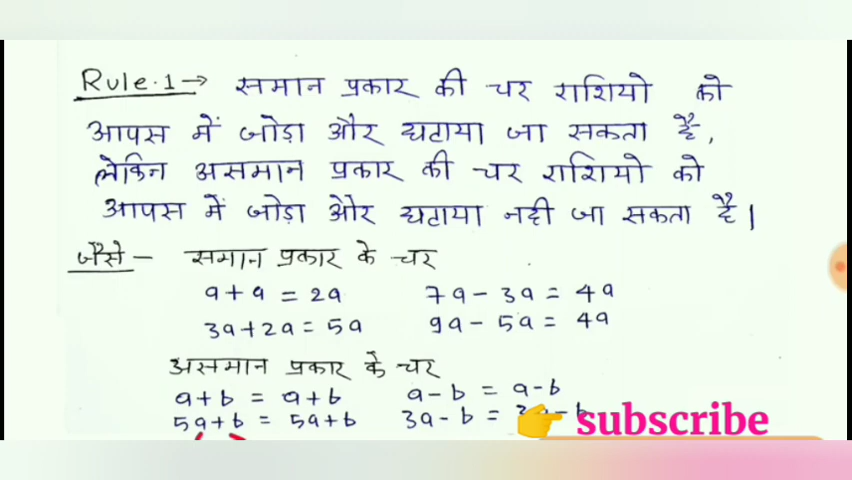 Rule.1→ समान प्रकार की चर राशियो को
आपस में जोड़ा और घटाया जा सकता है,
लेकिन असमान प्रकार की चर राशियो को
आपस में जोड़ा और घटाया नही जा सकता है।
जैसे— समान प्रकार के चर
a+a = 2a 7a-3a = 4a
3a+2a = 5a 9a-5a = 4a
असमान प्रकार के चर
a+b = a+b a-b = a-b
5a+b = 5a+b 3a-b = 3a-b
subscribe